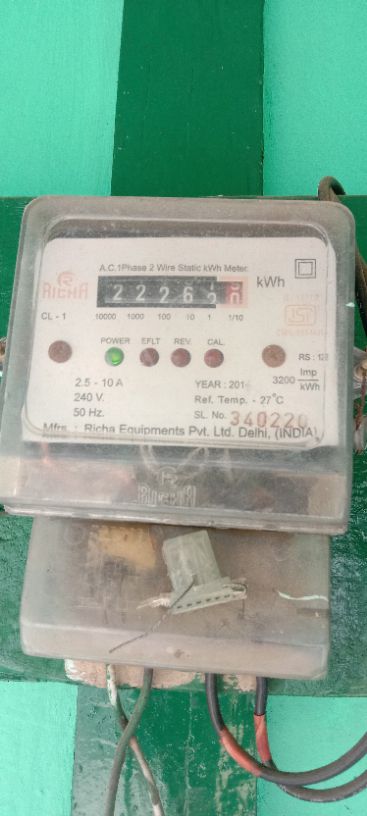 A.C.1Phase 2 Wire Static kWh Meter.
RICHA
2 2 2 6
kWh
CL - 1
10000 1000 100 10 1 1/10
POWER EFLT REV. CAL.
RS : 12
2.5 - 10 A
YEAR : 201
3200 Imp/kWh
240 V.
Ref. Temp. - 27°C
50 Hz.
SL. No. 340220
Mfrs. : Richa Equipments Pvt. Ltd. Delhi, (INDIA)
RICHA